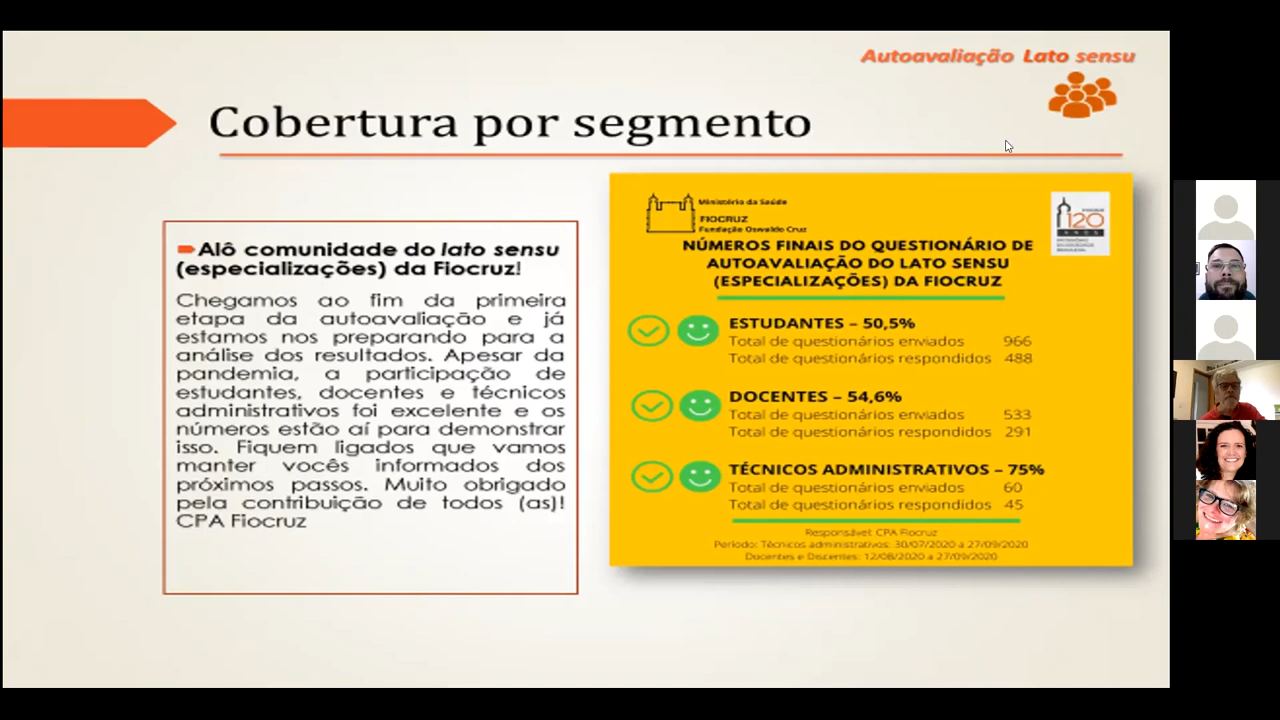 Autoavaliação Lato sensu
Cobertura por segmento
Alô comunidade do lato sensu
(especializações) da Fiocruz!
Chegamos ao fim da primeira
etapa da autoavaliação e já
estamos nos preparando para a
análise dos resultados. Apesar da
pandemia, a participação de
estudantes, docentes e técnicos
administrativos foi excelente e os
números estão aí para demonstrar
isso. Fiquem ligados que vamos
manter vocês informados dos
próximos passos. Muito obrigado
pela contribuição de todos (as)!
CPA Fiocruz
Ministério da Saúde
FIOCRUZ
Fundação Oswaldo Cruz
120
ANOS
NÚMEROS FINAIS DO QUESTIONÁRIO DE
AUTOAVALIAÇÃO DO LATO SENSU
(ESPECIALIZAÇÕES) DA FIOCRUZ
ESTUDANTES – 50,5%
Total de questionários enviados 966
Total de questionários respondidos 488
DOCENTES – 54,6%
Total de questionários enviados 533
Total de questionários respondidos 291
TÉCNICOS ADMINISTRATIVOS – 75%
Total de questionários enviados 60
Total de questionários respondidos 45
Responsável: CPA Fiocruz
Período: Técnicos administrativos: 30/07/2020 a 27/09/2020
Docentes e Discentes: 12/08/2020 a 27/09/2020